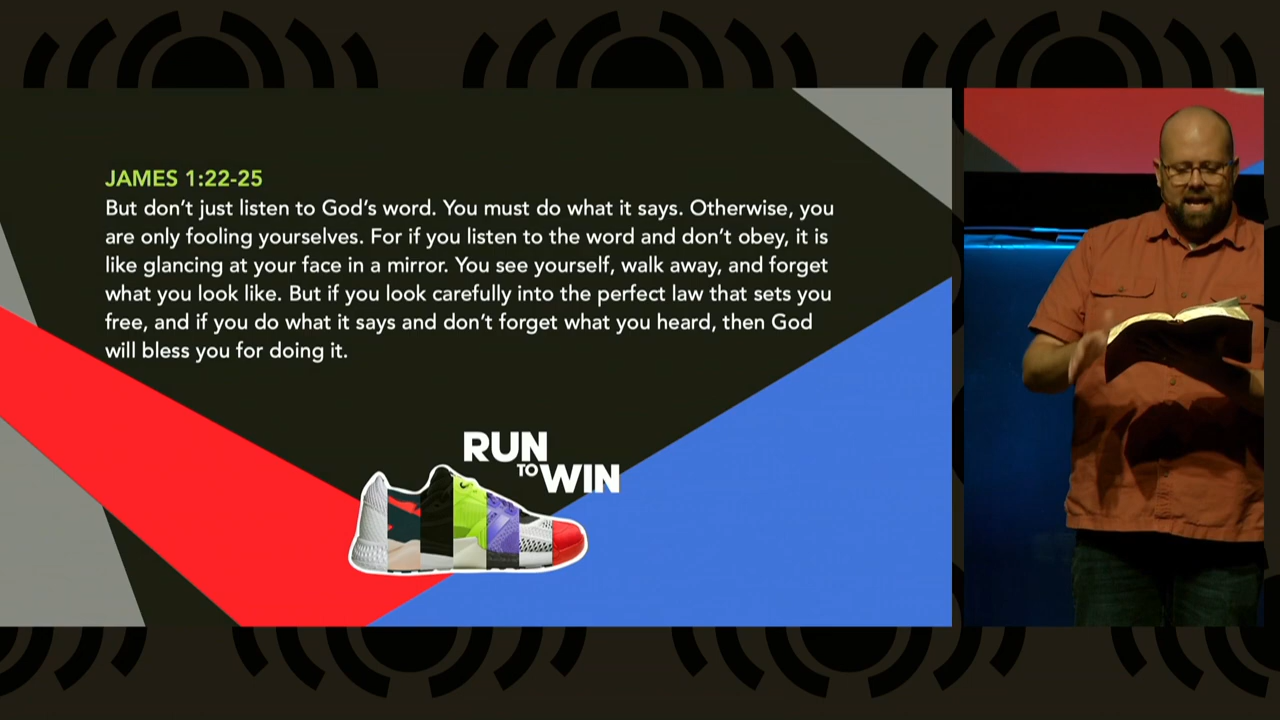 JAMES 1:22-25
But don't just listen to God's word. You must do what it says. Otherwise, you
are only fooling yourselves. For if you listen to the word and don't obey, it is
like glancing at your face in a mirror. You see yourself, walk away, and forget
what you look like. But if you look carefully into the perfect law that sets you
free, and if you do what it says and don't forget what you heard, then God
will bless you for doing it.
RUN
TO WIN